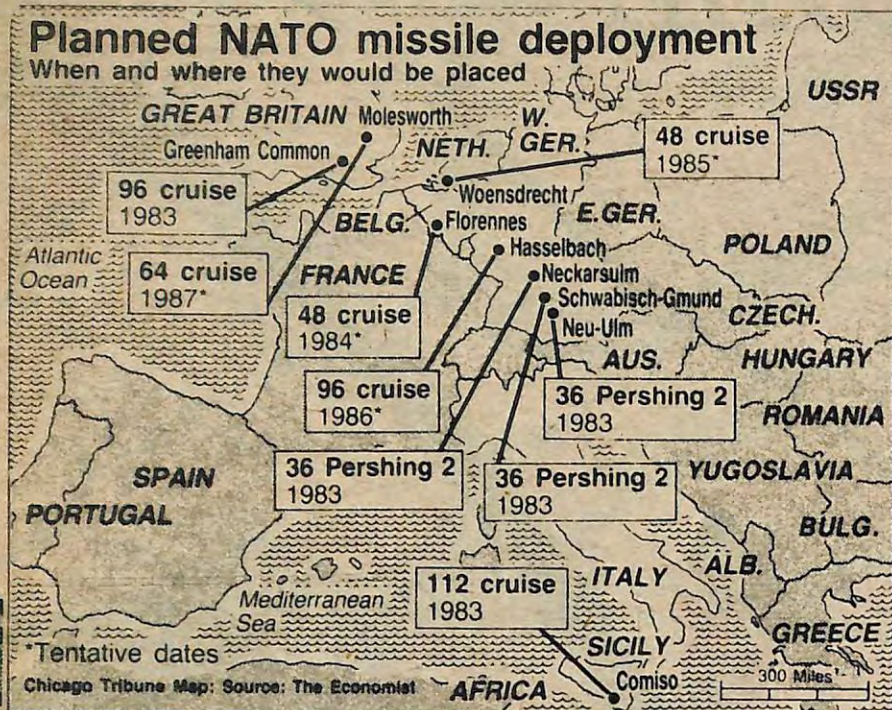 Planned NATO missile deployment
When and where they would be placed
USSR
GREAT BRITAIN
Molesworth
W.
GER.
NETH.
48 cruise
1985*
Greenham Common
96 cruise
1983
Woensdrecht
BELG.
Florennes
E.GER.
Hasselbach
POLAND
Atlantic
Ocean
64 cruise
1987*
FRANCE
Neckarsulm
Schwabisch-Gmund
48 cruise
1984*
Neu-Ulm
CZECH.
AUS.
HUNGARY
96 cruise
1986*
36 Pershing 2
1983
ROMANIA
36 Pershing 2
1983
36 Pershing 2
1983
YUGOSLAVIA
SPAIN
PORTUGAL
BULG.
112 cruise
1983
ITALY
ALB.
Mediterranean
Sea
SICILY
GREECE
*Tentative dates
Chicago Tribune Map; Source: The Economist
AFRICA
Comiso
300 Miles